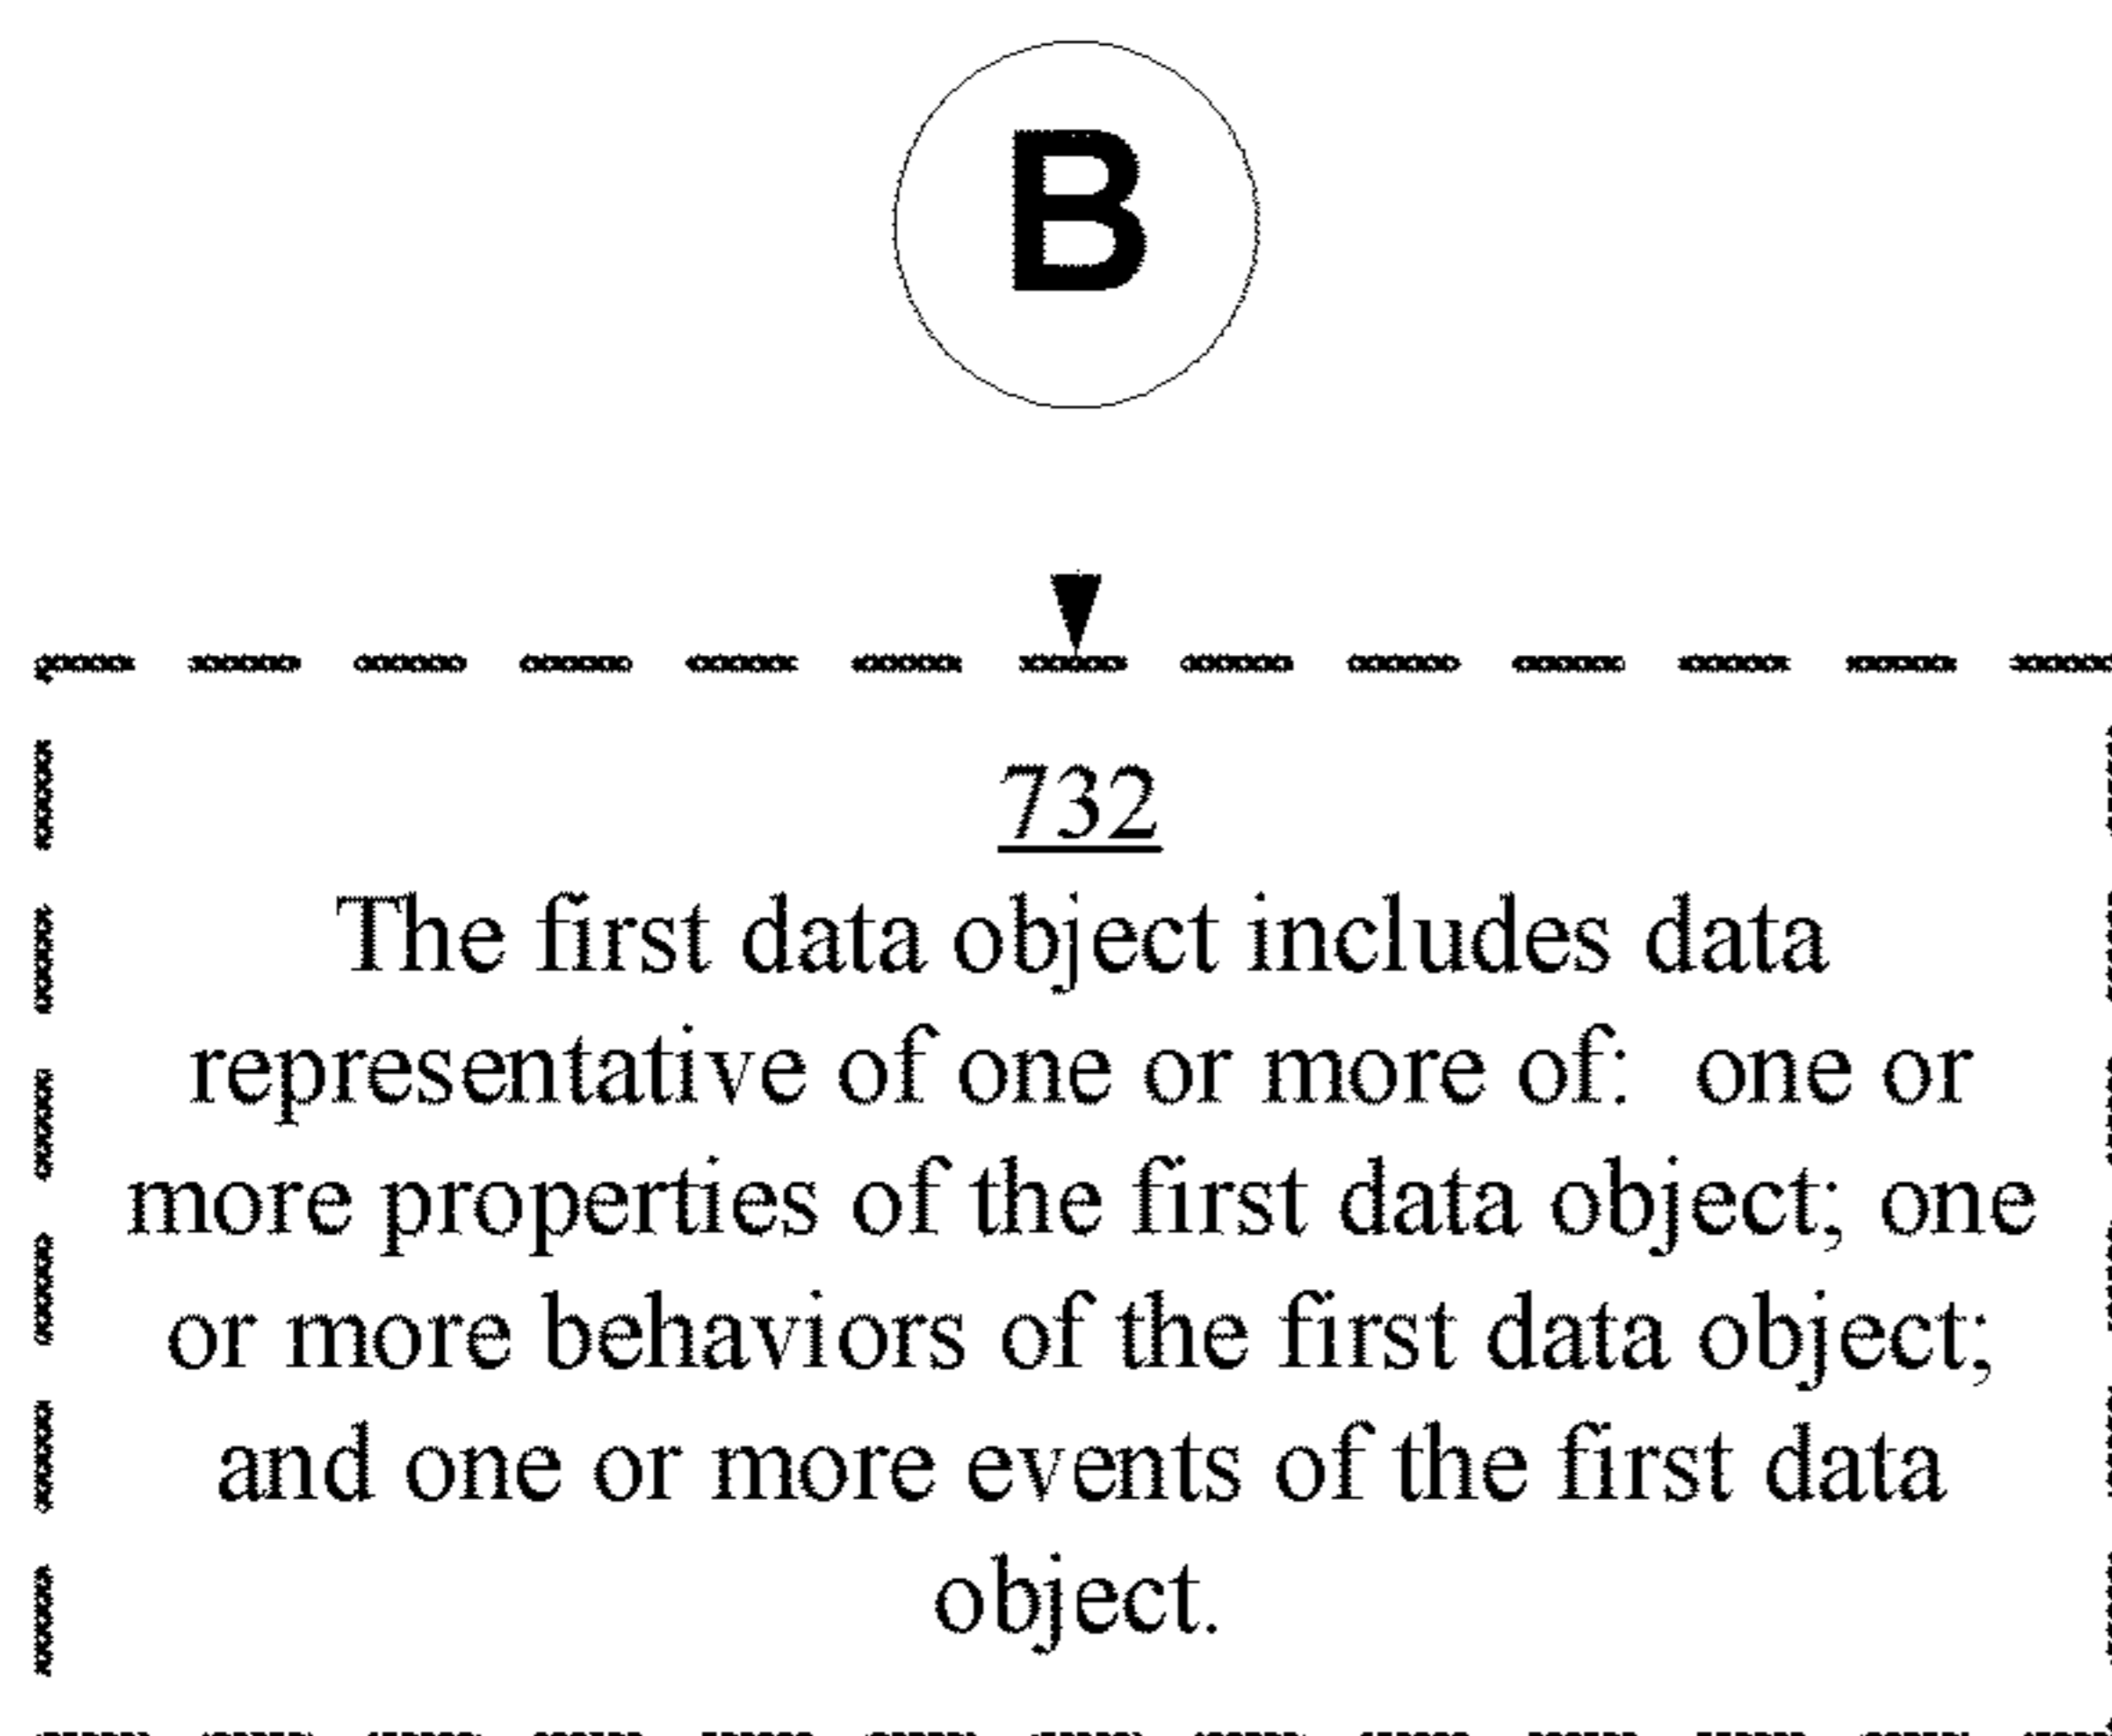 B
732
The first data object includes data
representative of one or more of:  one or
more properties of the first data object; one
or more behaviors of the first data object;
and one or more events of the first data
object.